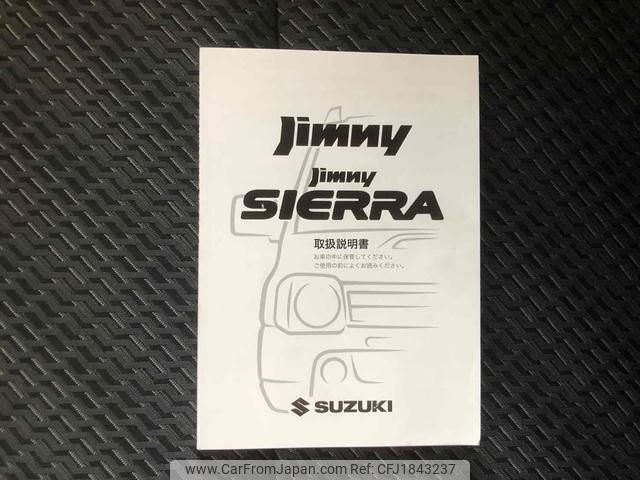 Jimny
Jimny
SIERRA
取扱説明書
お車の中に保管してください。
ご使用の前によくお読みください。
SUZUKI
www.CarFromJapan.com Photo ID: CFJ1843237